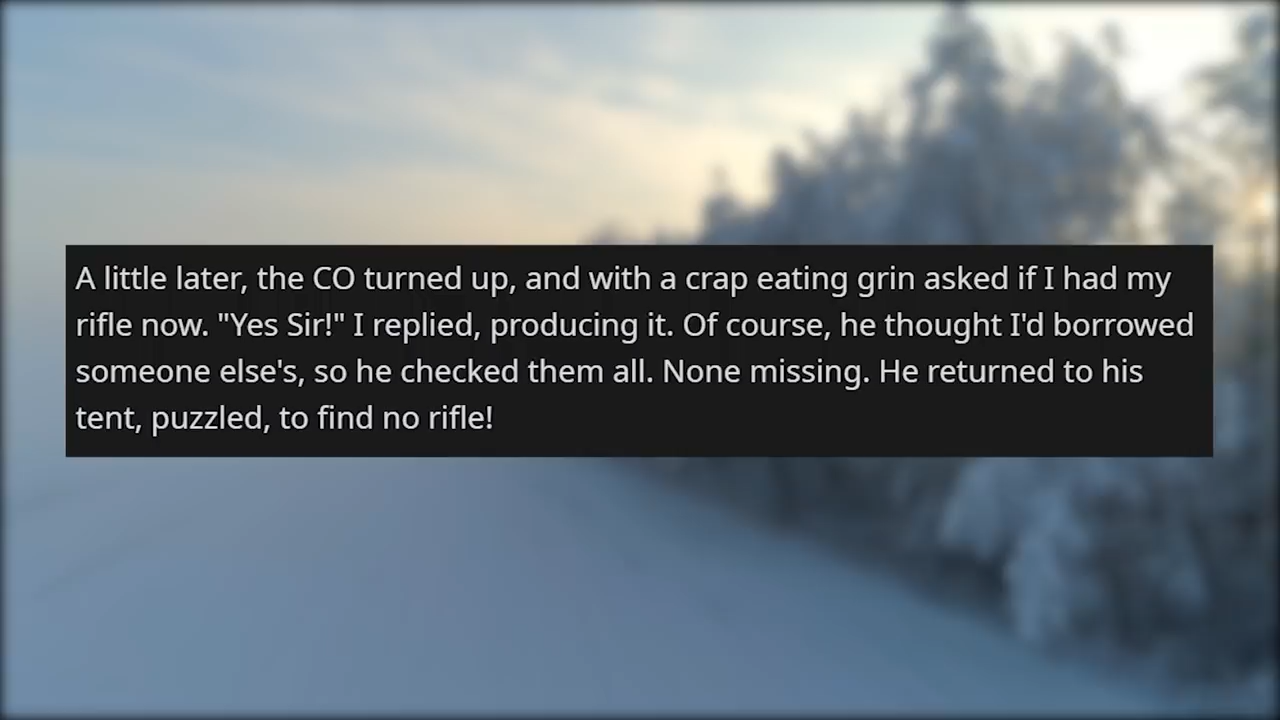 A little later, the CO turned up, and with a crap eating grin asked if I had my
rifle now. "Yes Sir!" I replied, producing it. Of course, he thought I'd borrowed
someone else's, so he checked them all. None missing. He returned to his
tent, puzzled, to find no rifle!